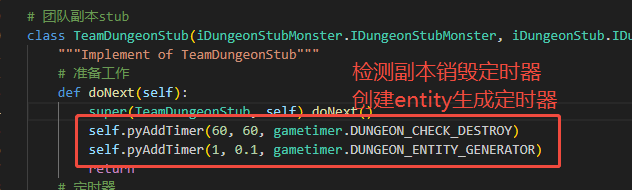 # 团队副本stub
class TeamDungeonStub(iDungeonStubMonster.IDungeonStubMonster, iDungeonStub.IDu
"""Implement of TeamDungeonStub"""
# 准备工作
def doNext(self):
super(TeamDungeonStub, self).doNext()
self.pyAddTimer(60, 60, gametimer.DUNGEON_CHECK_DESTROY)
self.pyAddTimer(1, 0.1, gametimer.DUNGEON_ENTITY_GENERATOR)
return
# 定时器
检测副本销毁定时器
创建entity生成定时器